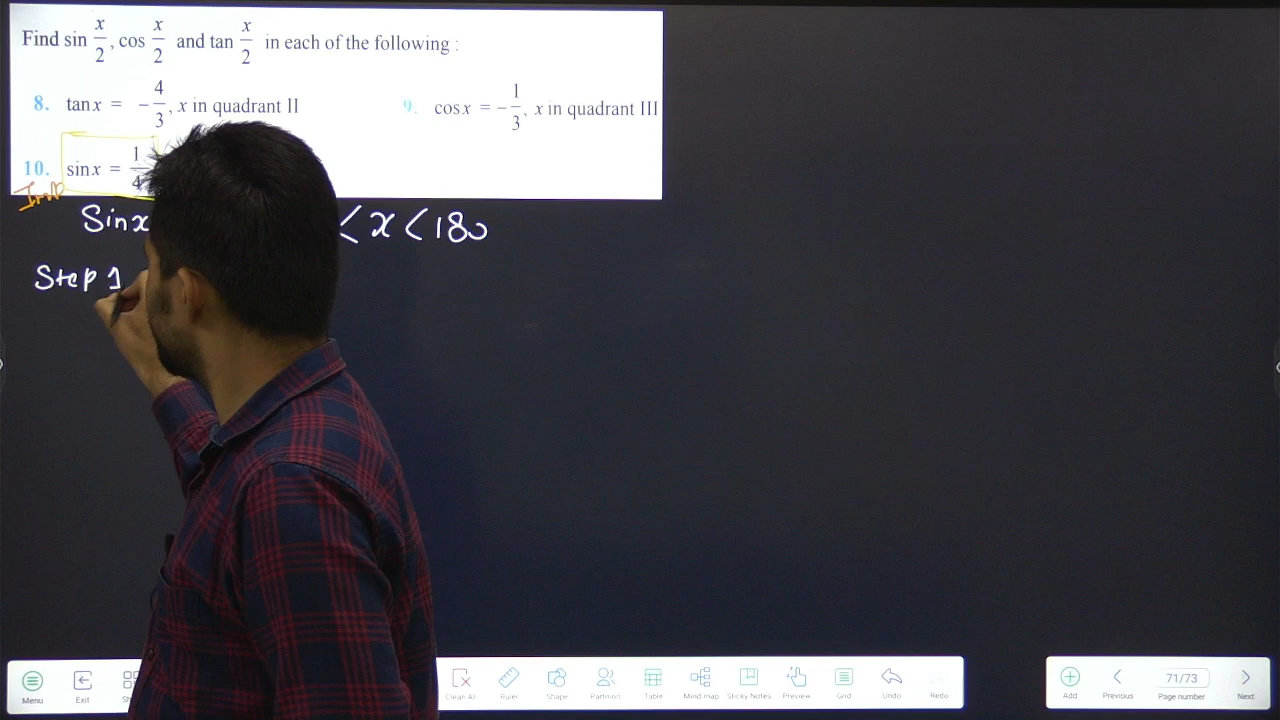 Find sin x/2, cos x/2 and tan x/2 in each of the following :
8. tan x = -4/3, x in quadrant II
9. cos x = -1/3, x in quadrant III
10. sin x = 1/4
Sinx < x < 180
Step 1
Menu
Exit
Clean All
Ruler
Shape
Partition
Table
Mind map
Sticky Notes
Preview
Grid
Undo
Redo
Add
Previous
71/73
Page number
Next